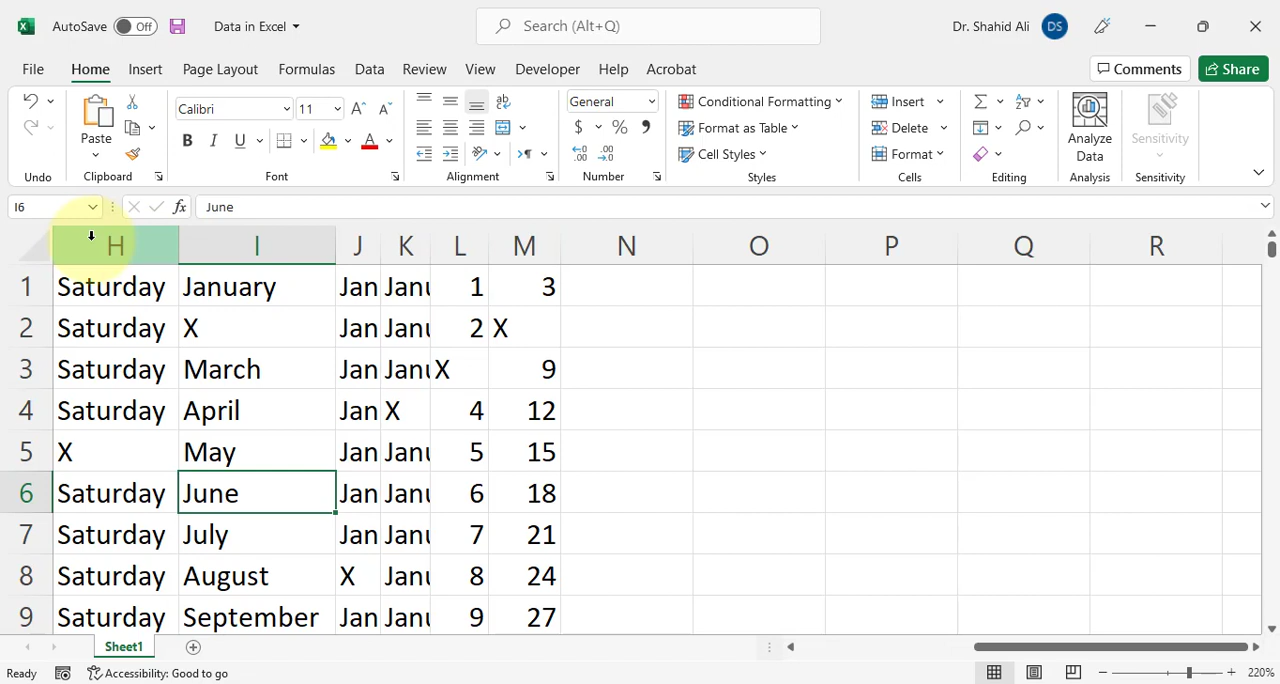 AutoSave Off Data in Excel Search (Alt+Q) Dr. Shahid Ali DS
File Home Insert Page Layout Formulas Data Review View Developer Help Acrobat Comments Share
Calibri 11 General Conditional Formatting Insert
Paste B I U A $ % Format as Table Delete Analyze Data Sensitivity
Cell Styles Format
Undo Clipboard Font Alignment Number Styles Cells Editing Analysis Sensitivity
I6 fx June
H I J K L M N O P Q R
1 Saturday January Jan Janu 1 3
2 Saturday X Jan Janu 2 X
3 Saturday March Jan Janu X 9
4 Saturday April Jan X 4 12
5 X May Jan Janu 5 15
6 Saturday June Jan Janu 6 18
7 Saturday July Jan Janu 7 21
8 Saturday August X Janu 8 24
9 Saturday September Jan Janu 9 27
Sheet1
Ready Accessibility: Good to go 220%